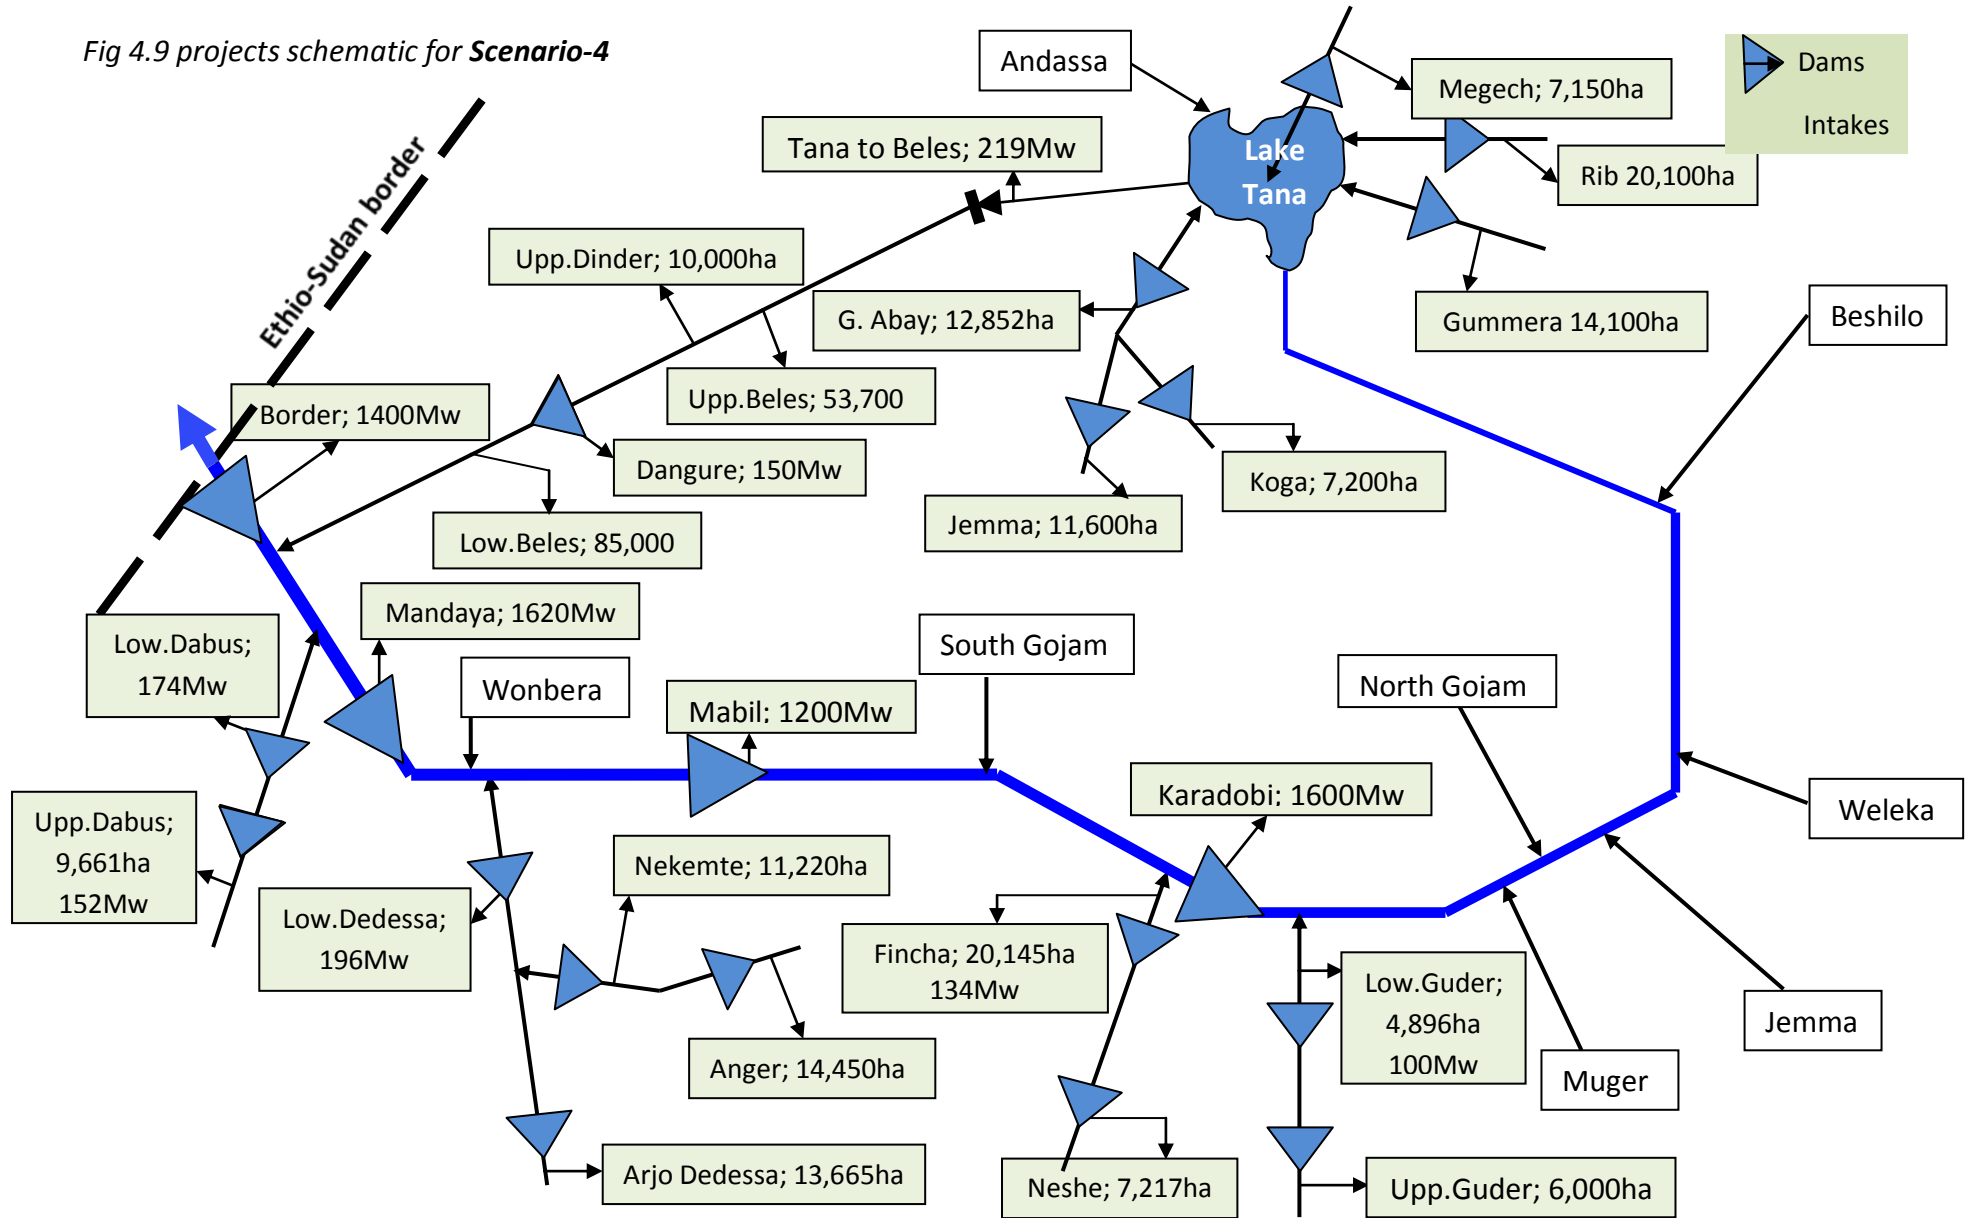 Fig 4.9 projects schematic for Scenario-4
Andassa
Dams
Intakes
Megech; 7,150ha
Tana to Beles; 219Mw
Lake
Tana
Rib 20,100ha
Ethio-Sudan border
Upp.Dinder; 10,000ha
G. Abay; 12,852ha
Gummera 14,100ha
Beshilo
Upp.Beles; 53,700
Border; 1400Mw
Dangure; 150Mw
Koga; 7,200ha
Jemma; 11,600ha
Low.Beles; 85,000
Mandaya; 1620Mw
Low.Dabus;
174Mw
Wonbera
South Gojam
North Gojam
Mabil; 1200Mw
Karadobi; 1600Mw
Weleka
Upp.Dabus;
9,661ha
152Mw
Nekemte; 11,220ha
Low.Dedessa;
196Mw
Fincha; 20,145ha
134Mw
Low.Guder;
4,896ha
100Mw
Jemma
Muger
Anger; 14,450ha
Arjo Dedessa; 13,665ha
Neshe; 7,217ha
Upp.Guder; 6,000ha